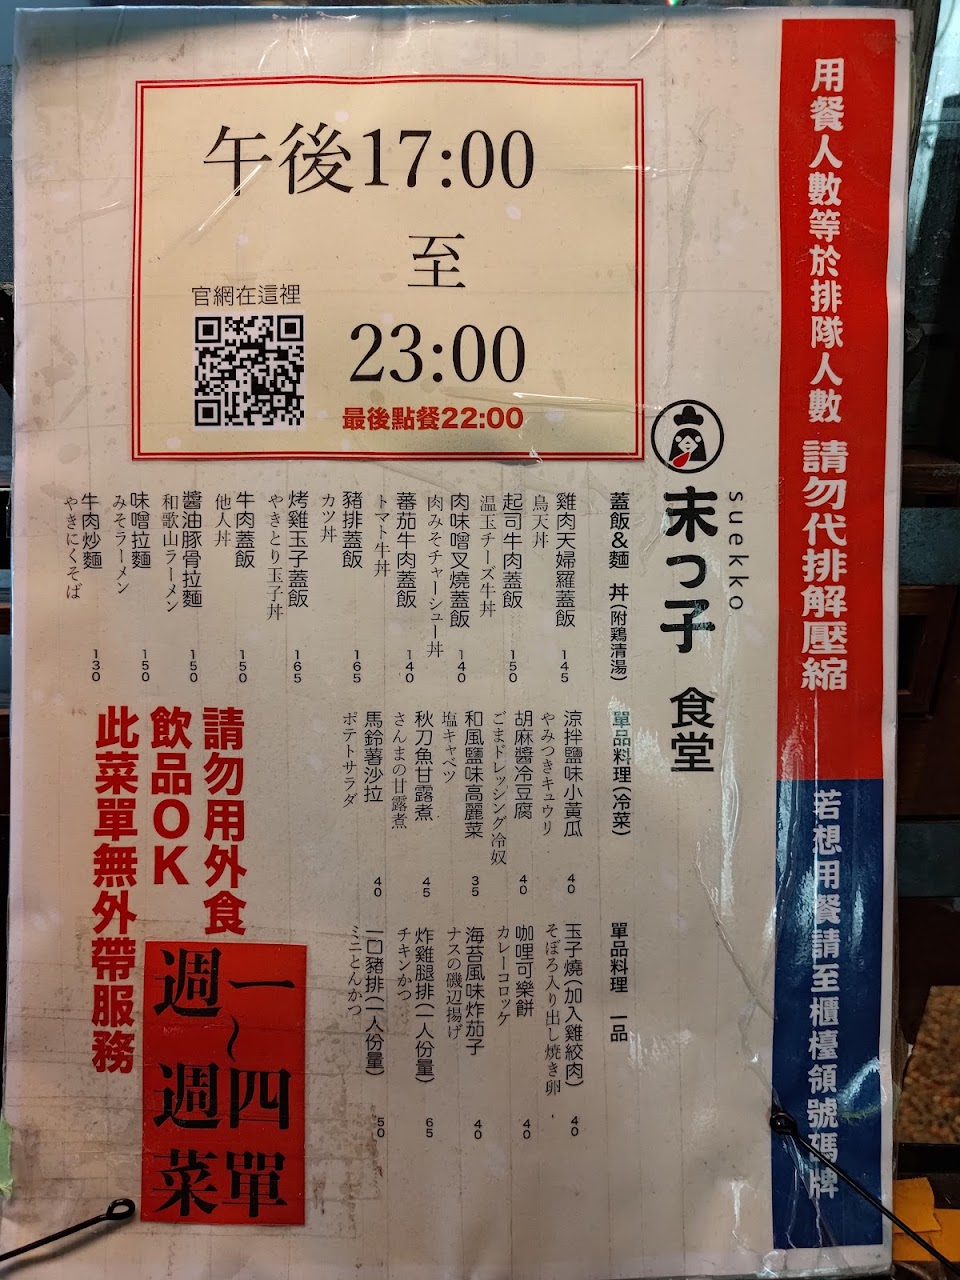 用餐人數等於排隊人數 請勿代排解壓縮
若想用餐請至櫃檯領號碼牌
午後17:00
至
23:00
最後點餐22:00
官網在這裡
suekko
末っ子 食堂
蓋飯&麵 丼(附鶏清湯)
雞肉天婦羅蓋飯 145
鳥天丼
起司牛肉蓋飯 150
温玉チーズ牛丼
肉味噌叉燒蓋飯 140
肉みそチャーシュー丼
蕃茄牛肉蓋飯 140
トマト牛丼
豬排蓋飯 165
カツ丼
烤雞玉子蓋飯 165
やきとり玉子丼
牛肉蓋飯 150
他人丼
醬油豚骨拉麵 150
和歌山ラーメン
味噌拉麵 150
みそラーメン
牛肉炒麵 130
やきにくそば
單品料理(冷菜)
涼拌鹽味小黃瓜 40
やみつきキュウリ
胡麻醬冷豆腐 40
ごまドレッシング冷奴
和風鹽味高麗菜 35
塩キャベツ
秋刀魚甘露煮 45
さんまの甘露煮
馬鈴薯沙拉 40
ポテトサラダ
單品料理 一品
玉子燒(加入雞絞肉) 40
そぼろ入り出し焼き卵
咖哩可樂餅 40
カレーコロッケ
海苔風味炸茄子 40
ナスの磯辺揚げ
炸雞腿排(一人份量) 65
チキンかつ
一口豬排(一人份量) 50
ミニとんかつ
請勿用外食
飲品OK
此菜單無外帶服務
週一~週四
菜單